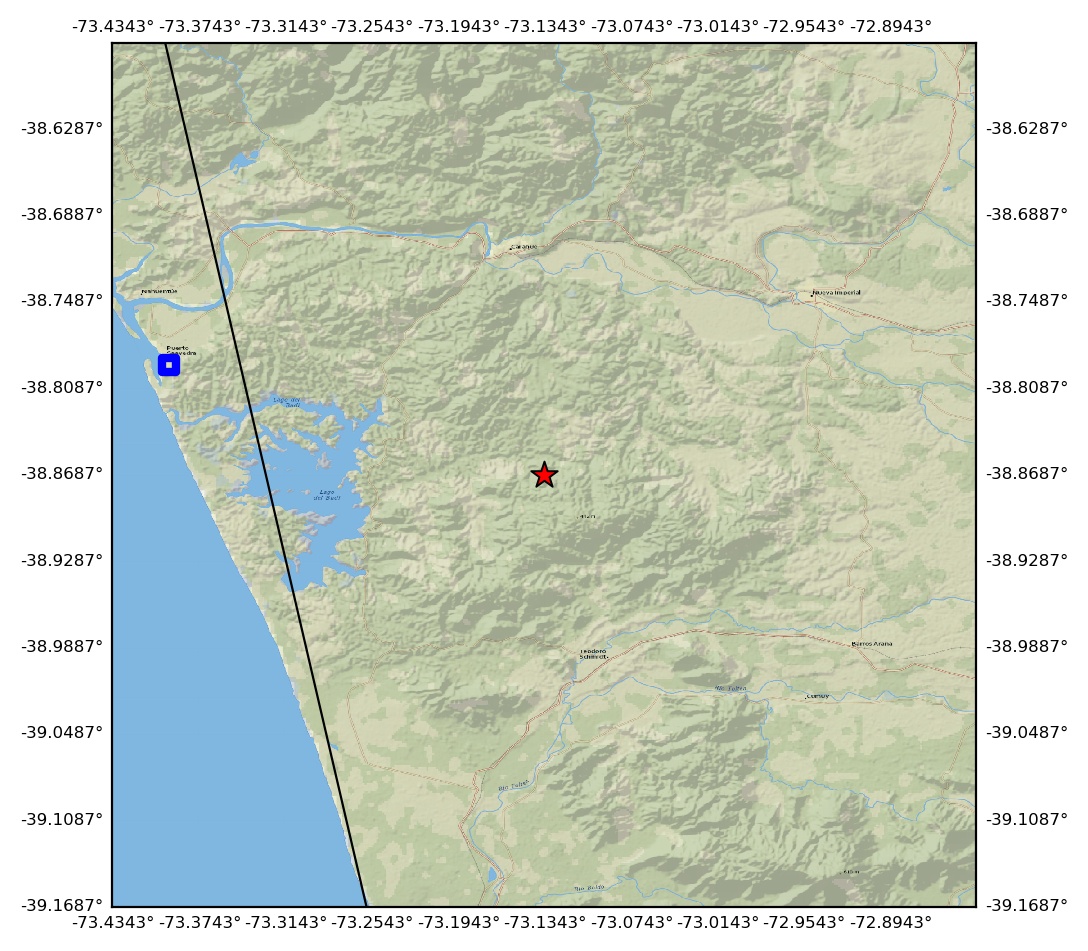 -73.4343° -73.3743° -73.3143° -73.2543° -73.1943° -73.1343° -73.0743° -73.0143° -72.9543° -72.8943°
-38.6287° -38.6287°
-38.6887° -38.6887°
Carahue
Nahuentúe
Nueva Imperial
-38.7487° -38.7487°
Puerto
Saavedra
-38.8087° -38.8087°
Lago del
Budi
-38.8687° -38.8687°
Lago
del Budi
-38.9287° -38.9287°
-38.9887° -38.9887°
Barros Arana
Teodoro
Schmidt
Río Toltén
-39.0487° -39.0487°
Río Toltén
-39.1087° -39.1087°
-39.1687° -39.1687°
-73.4343° -73.3743° -73.3143° -73.2543° -73.1943° -73.1343° -73.0743° -73.0143° -72.9543° -72.8943°